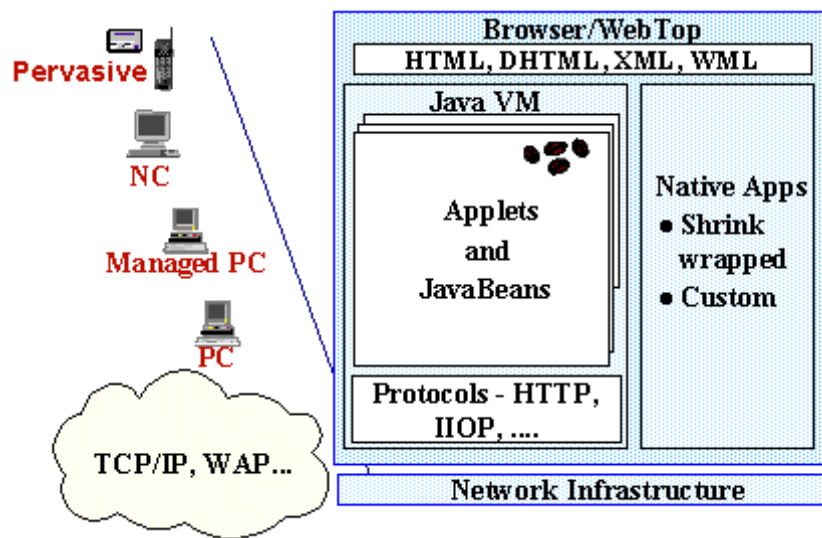 Pervasive
NC
Managed PC
PC
TCP/IP, WAP...
Browser/WebTop
HTML, DHTML, XML, WML
Java VM
Applets
and
JavaBeans
Protocols - HTTP,
IIOP, ....
Native Apps
● Shrink
wrapped
● Custom
Network Infrastructure